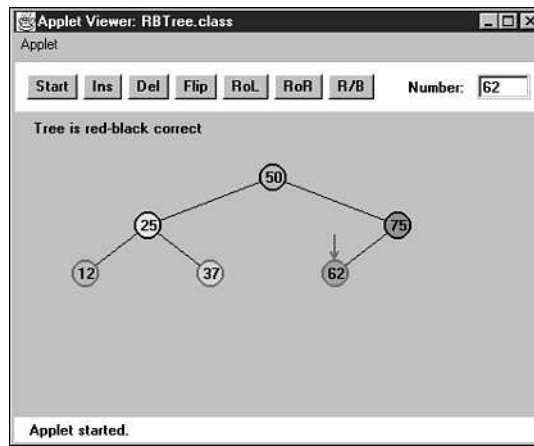 Applet Viewer: RBTree.class
Applet
Start Ins Del Flip RoL RoR R/B Number: 62
Tree is red-black correct
50
25 75
12 37 62
Applet started.